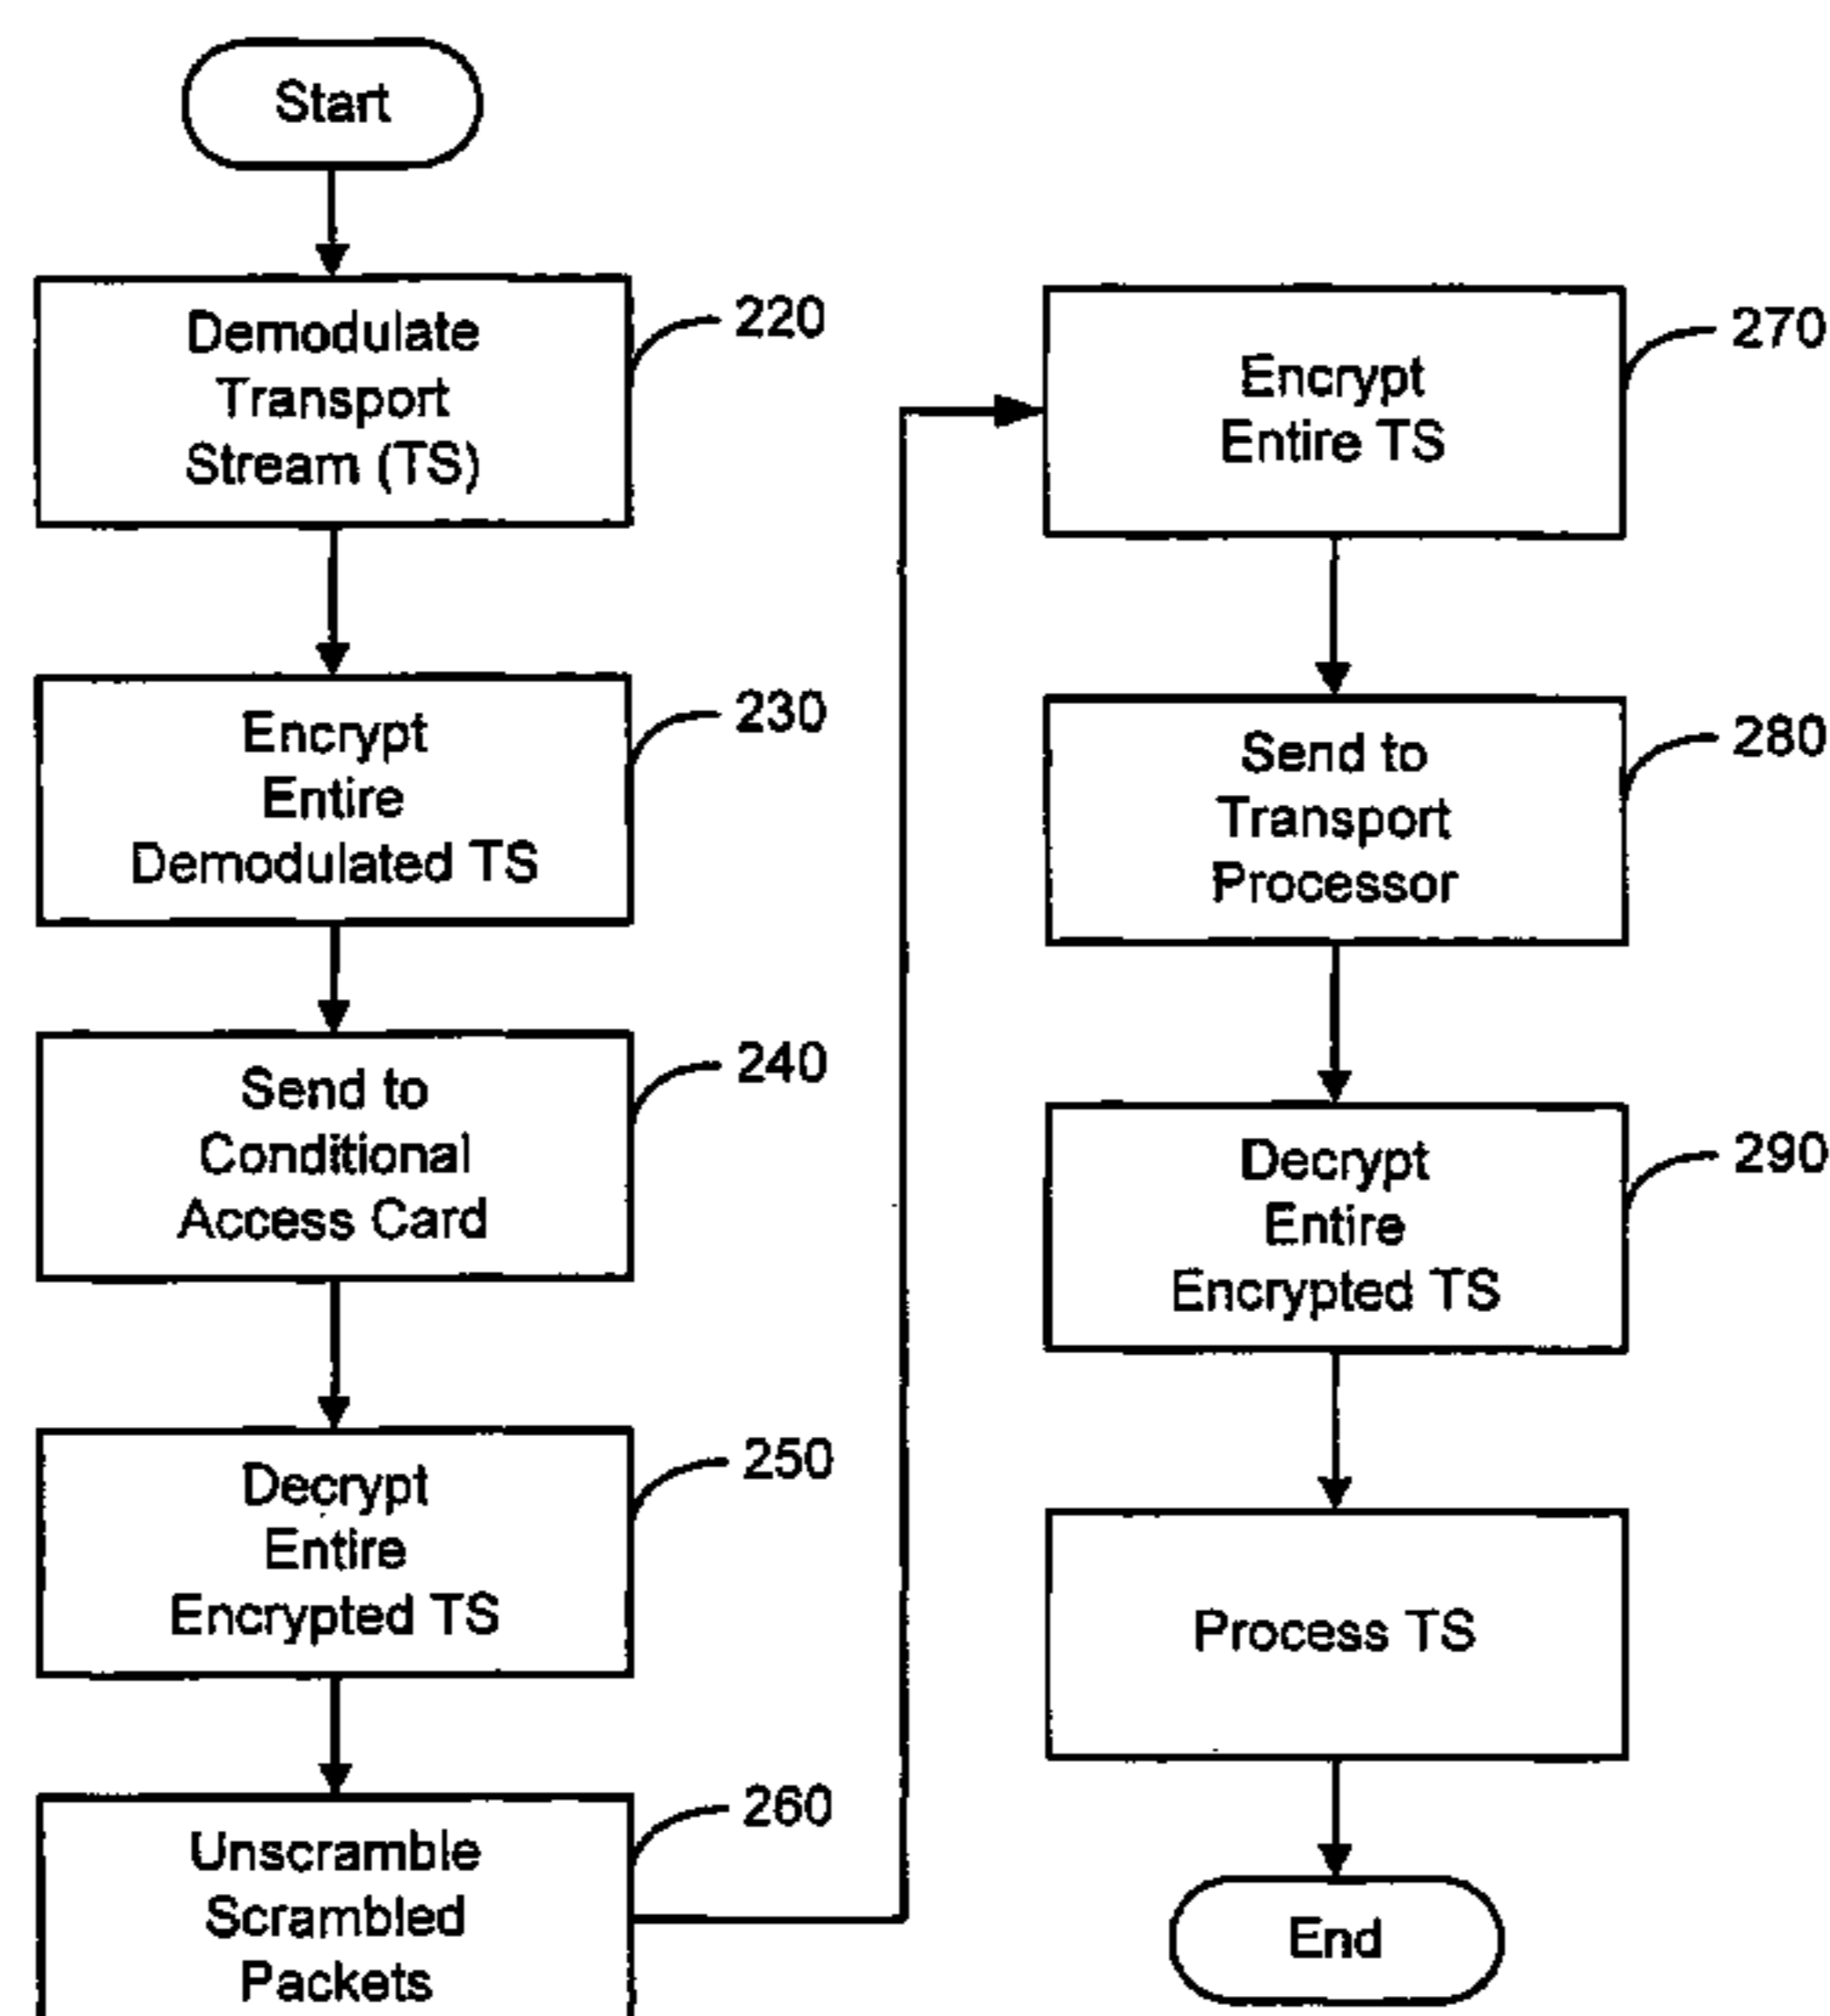 Start
Demodulate
Transport
Stream (TS)
220
Encrypt
Entire
Demodulated TS
230
Send to
Conditional
Access Card
240
Decrypt
Entire
Encrypted TS
250
Unscramble
Scrambled
Packets
260
Encrypt
Entire TS
270
Send to
Transport
Processor
280
Decrypt
Entire
Encrypted TS
290
Process TS
End